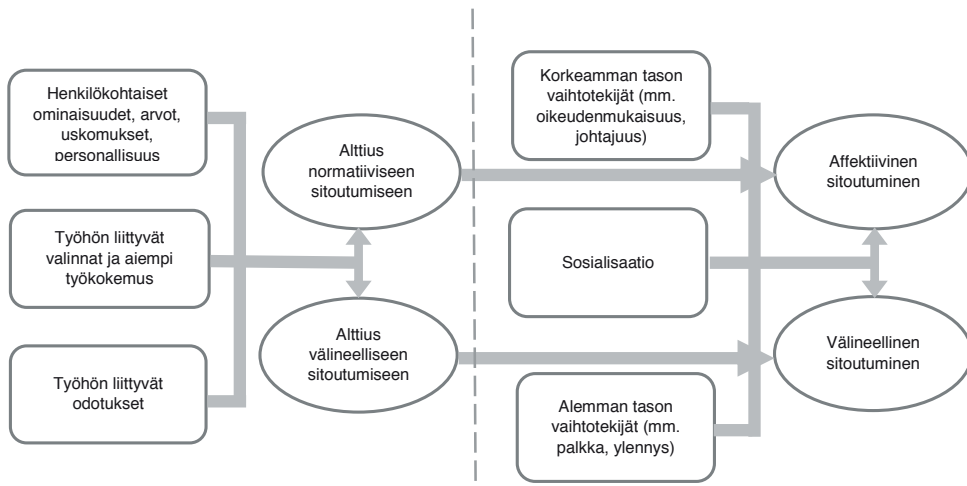 Henkilökohtaiset
ominaisuudet, arvot,
uskomukset,
personallisuus
Työhön liittyvät
valinnat ja aiempi
työkokemus
Työhön liittyvät
odotukset
Alttius
normatiiviseen
sitoutumiseen
Alttius
välineelliseen
sitoutumiseen
Korkeamman tason
vaihtotekijät (mm.
oikeudenmukaisuus,
johtajuus)
Sosialisaatio
Alemman tason
vaihtotekijät (mm.
palkka, ylennys)
Affektiivinen
sitoutuminen
Välineellinen
sitoutuminen